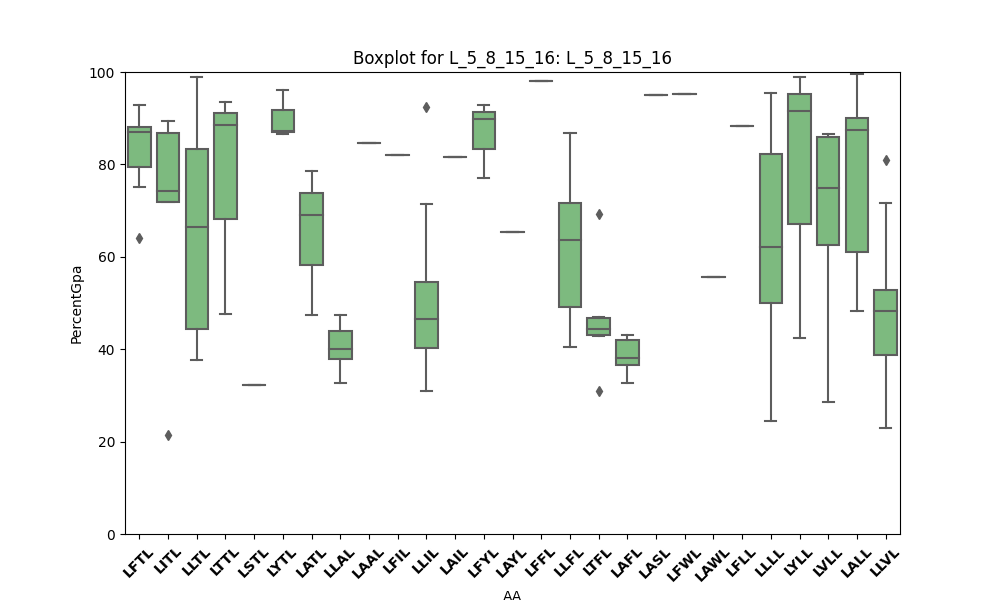 Boxplot for L_5_8_15_16: L_5_8_15_16
PercentGpa
100
80
60
40
20
0
LFTL LITL LLTL LTTL LSTL LYTL LATL LLAL LAAL LFIL LLIL LAIL LFYL LAYL LFFL LLFL LTFL LAFL LASL LFWL LAWL LFLL LLLL LYLL LVLL LALL LLVL
AA